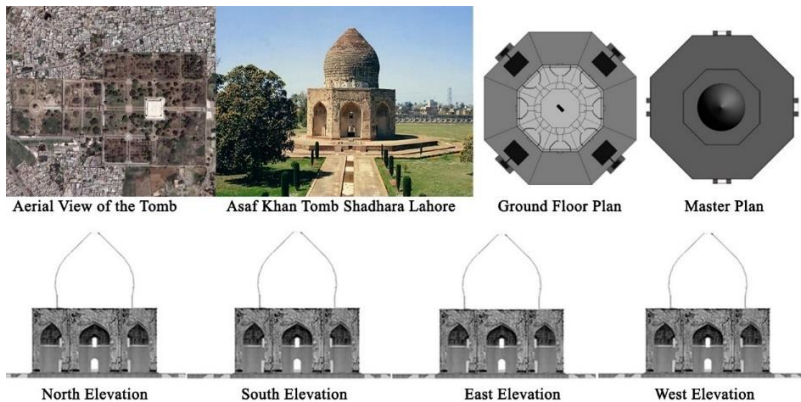 Aerial View of the Tomb
Asaf Khan Tomb Shadhara Lahore
Ground Floor Plan
Master Plan
North Elevation
South Elevation
East Elevation
West Elevation